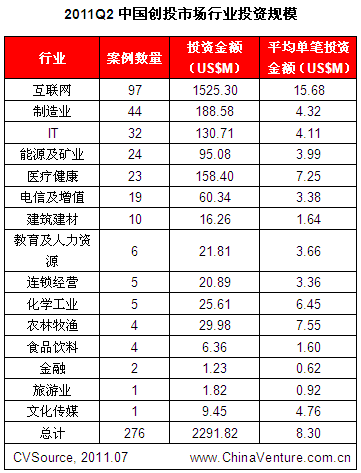 2011Q2 中国创投市场行业投资规模
行业 案例数量 投资金额（US$M） 平均单笔投资金额（US$M）
互联网 97 1525.30 15.68
制造业 44 188.58 4.32
IT 32 130.71 4.11
能源及矿业 24 95.08 3.99
医疗健康 23 158.40 7.25
电信及增值 19 60.34 3.38
建筑建材 10 16.26 1.64
教育及人力资源 6 21.81 3.66
连锁经营 5 20.89 3.36
化学工业 5 25.61 6.45
农林牧渔 4 29.98 7.55
食品饮料 4 6.36 1.60
金融 2 1.23 0.62
旅游业 1 1.82 0.92
文化传媒 1 9.45 4.76
总计 276 2291.82 8.30
CVSource, 2011.07 www.ChinaVenture.com.cn